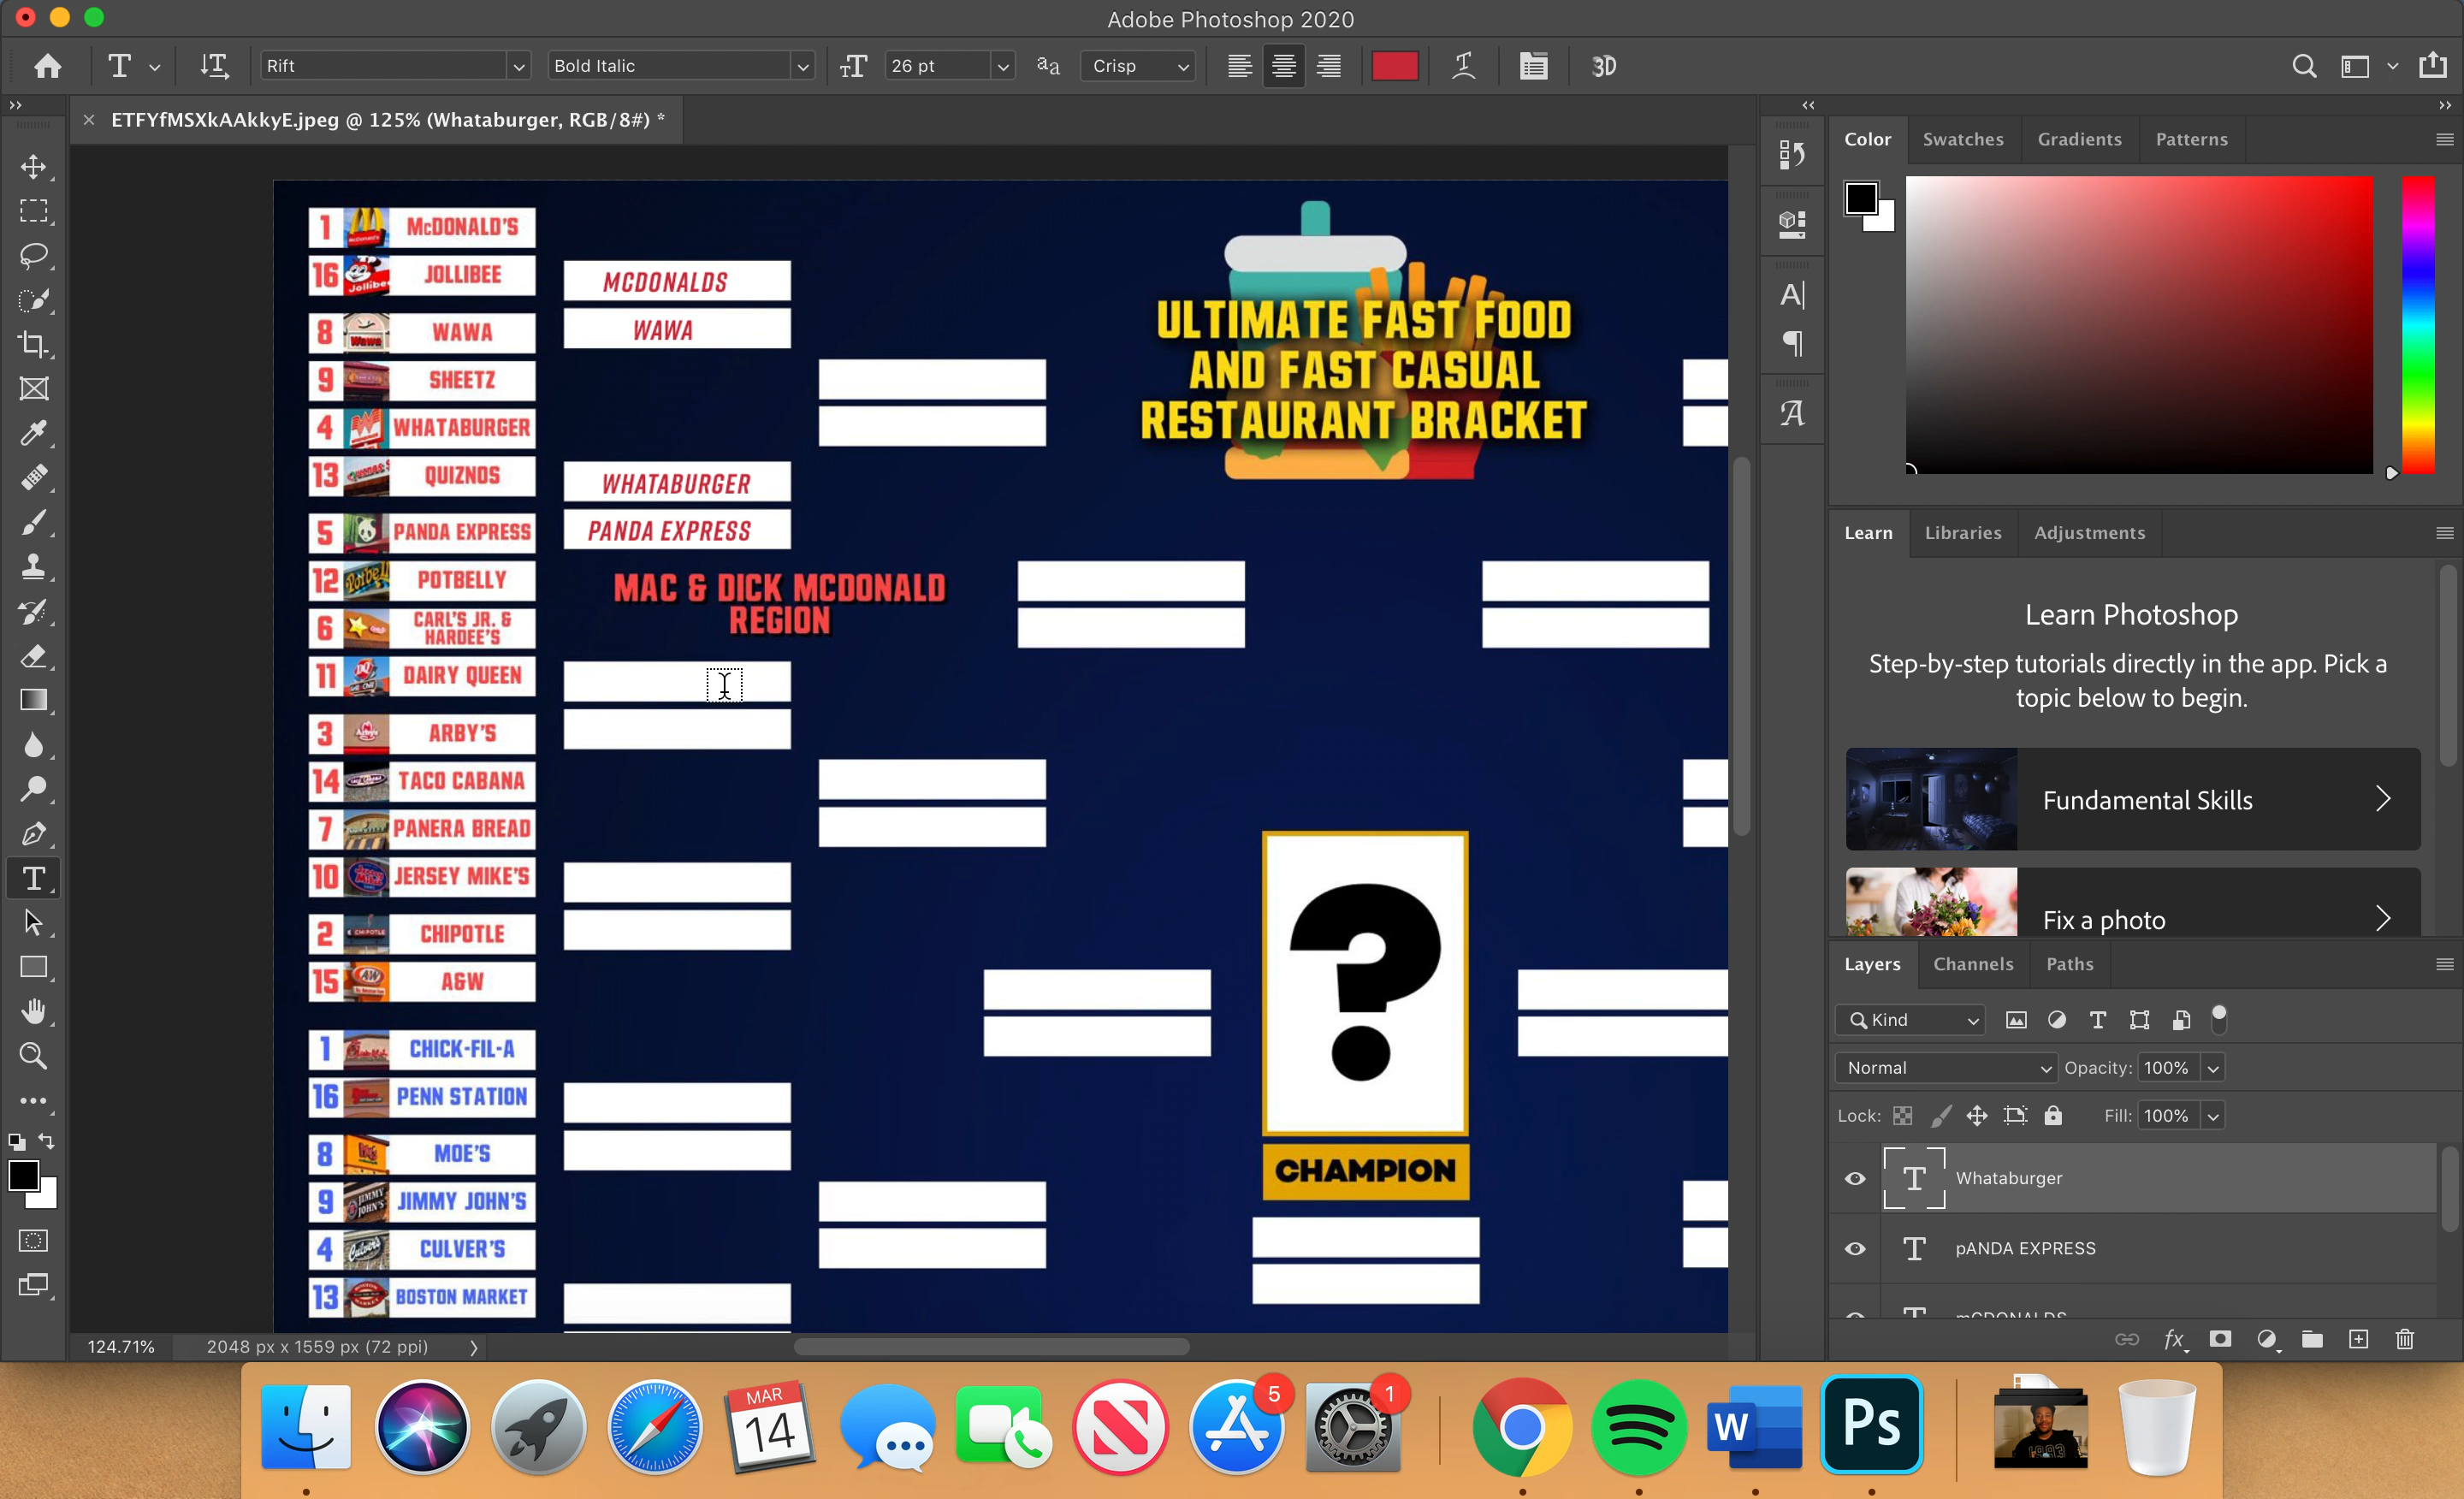 Adobe Photoshop 2020
Rift
Bold Italic
26 pt
Crisp
3D
ETFYfMSXkAAkkyE.jpeg @ 125% (Whataburger, RGB/8#) *
1 McDONALD'S
16 JOLLIBEE
8 WAWA
9 SHEETZ
4 WHATABURGER
13 QUIZNOS
5 PANDA EXPRESS
12 POTBELLY
6 CARL'S JR. &
HARDEE'S
11 DAIRY QUEEN
3 ARBY'S
14 TACO CABANA
7 PANERA BREAD
10 JERSEY MIKE'S
2 CHIPOTLE
15 A&W
1 CHICK-FIL-A
16 PENN STATION
8 MOE'S
9 JIMMY JOHN'S
4 CULVER'S
13 BOSTON MARKET
MCDONALDS
WAWA
WHATABURGER
PANDA EXPRESS
MAC & DICK MCDONALD
REGION
ULTIMATE FAST FOOD
AND FAST CASUAL
RESTAURANT BRACKET
?
CHAMPION
124.71%
2048 px x 1559 px (72 ppi)
Color
Swatches
Gradients
Patterns
Learn
Libraries
Adjustments
Learn Photoshop
Step-by-step tutorials directly in the app. Pick a
topic below to begin.
Fundamental Skills
Fix a photo
Layers
Channels
Paths
Kind
Normal
Opacity: 100%
Lock:
Fill: 100%
Whataburger
pANDA EXPRESS
mCDONALDS
MAR
14
5
1
W
Ps